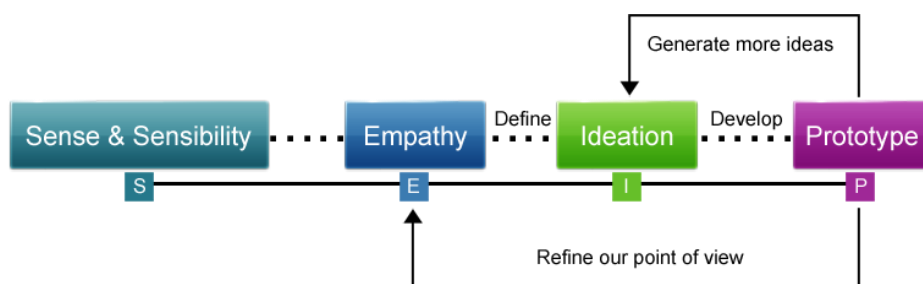 Generate more ideas
Sense & Sensibility
Empathy
Define
Ideation
Develop
Prototype
S
E
I
P
Refine our point of view